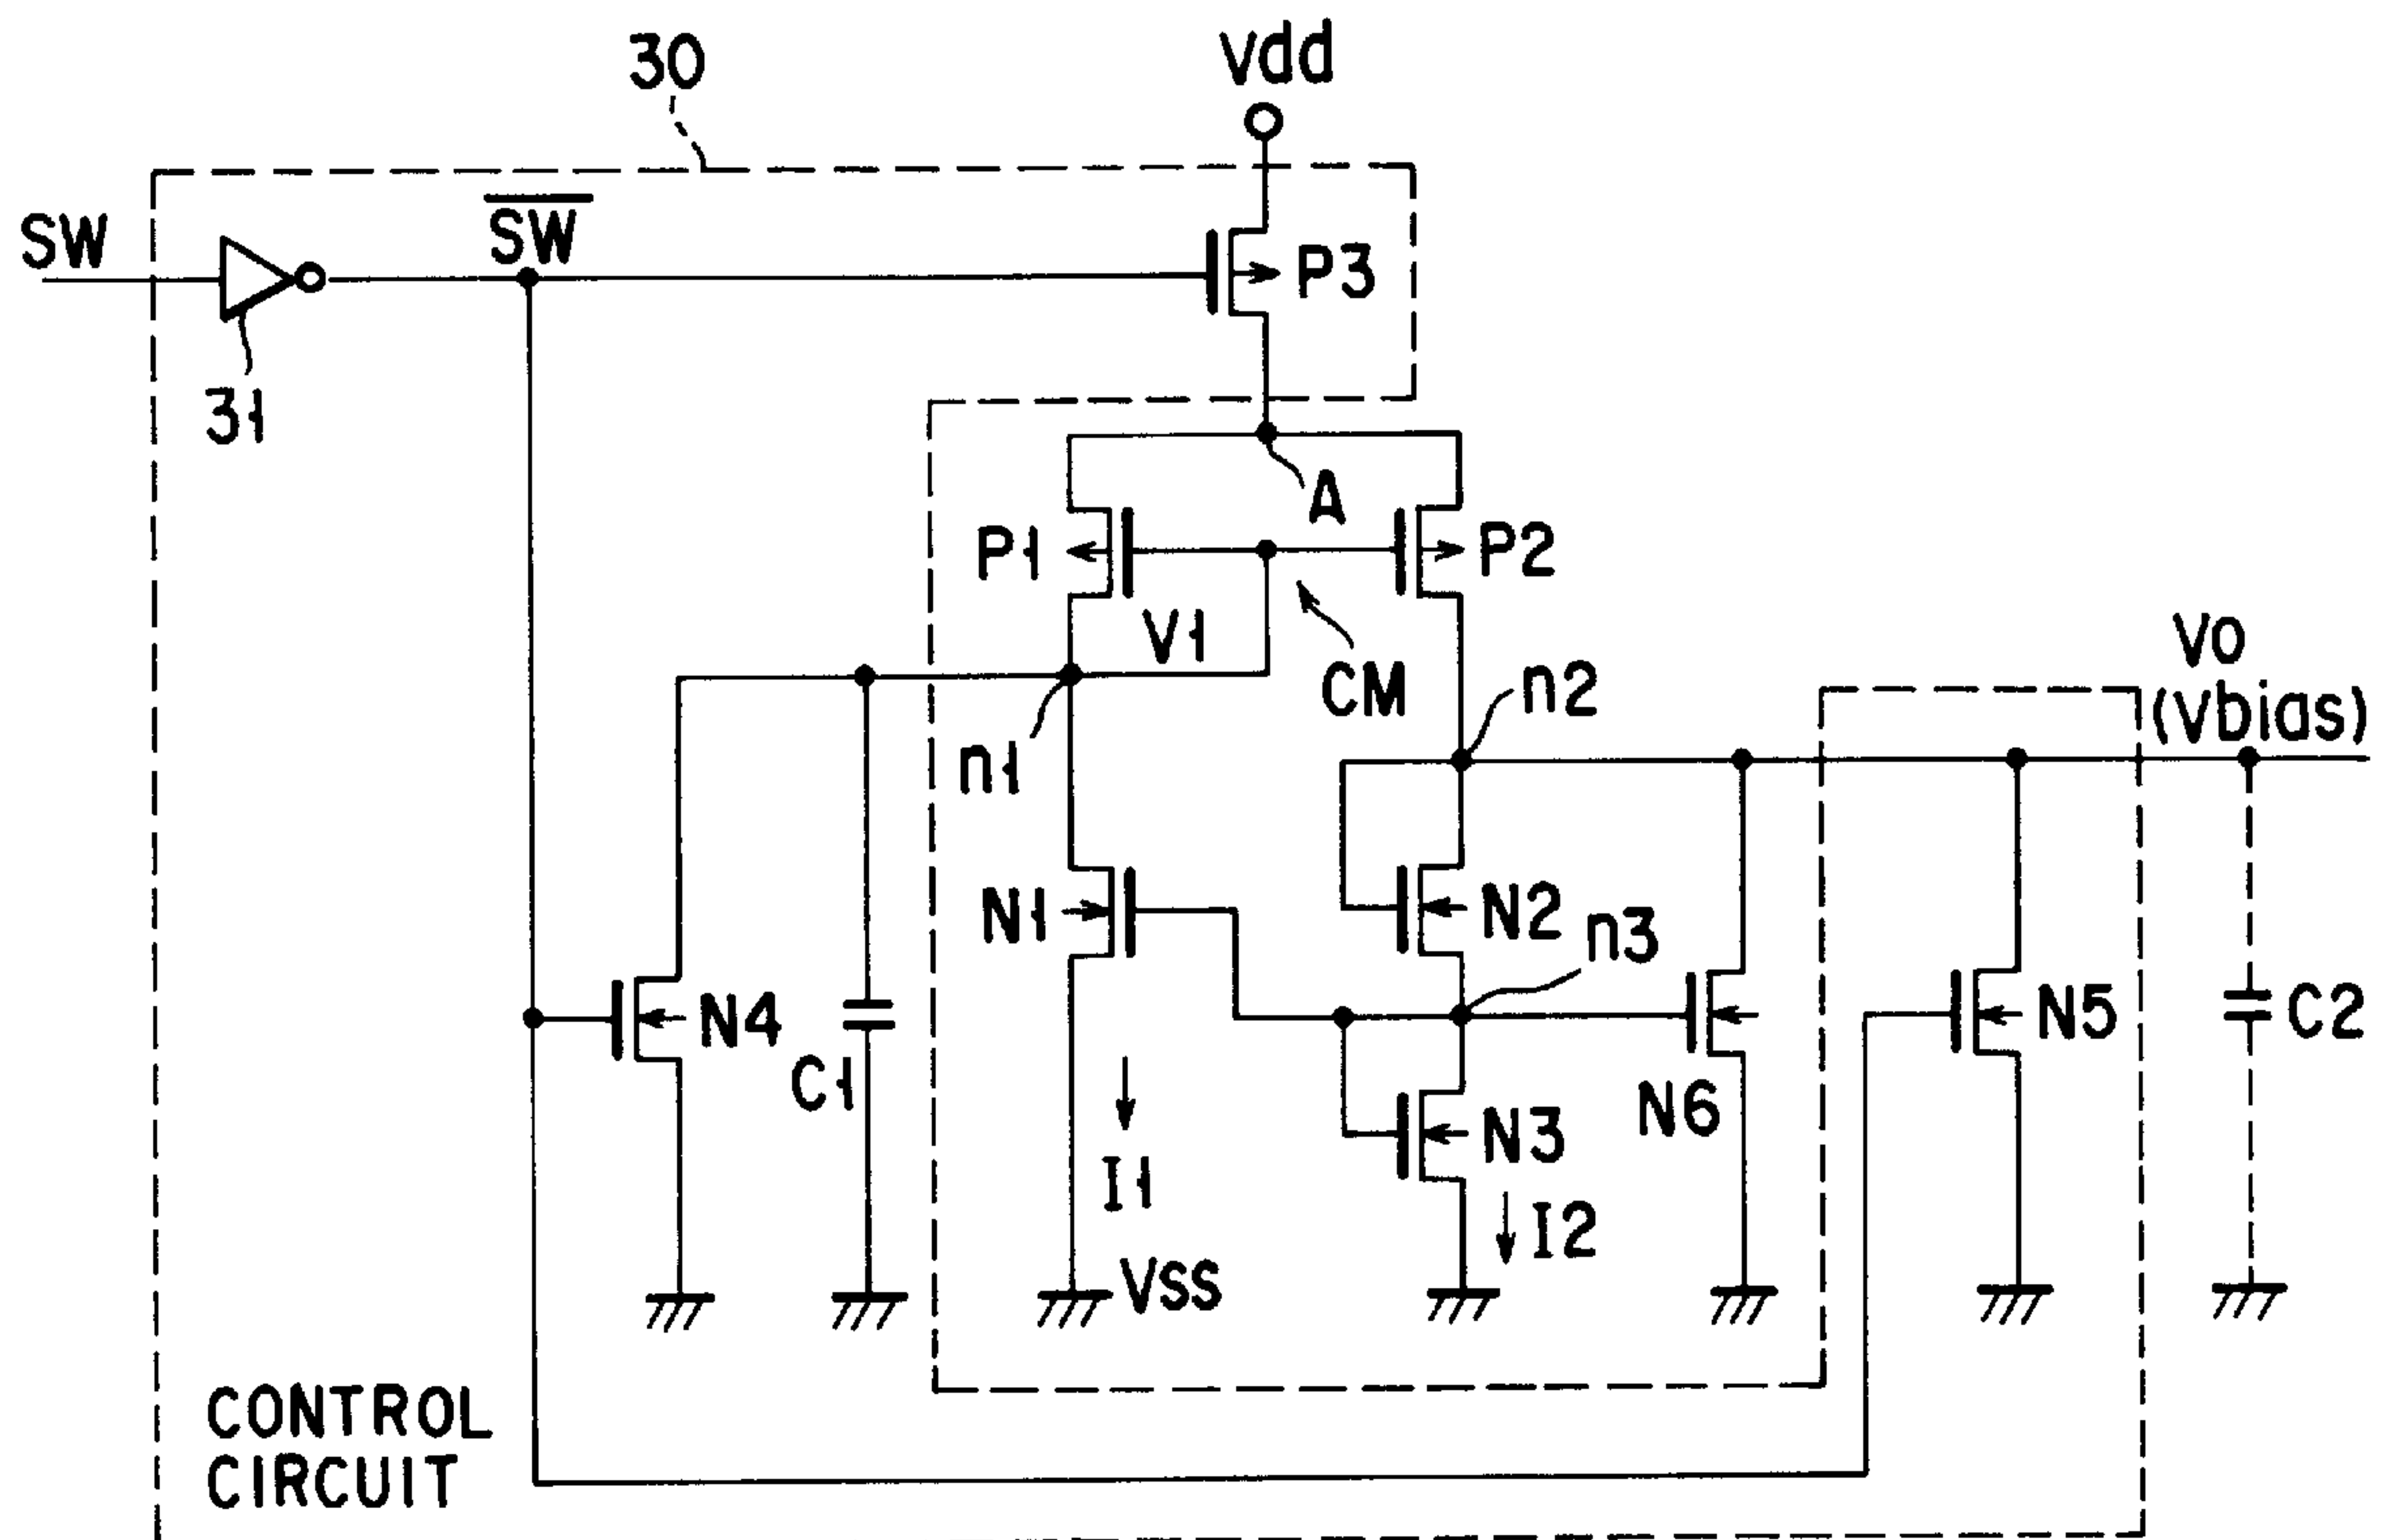 30
Vdd
SW
SW
P3
31
A
P1
P2
V1
CM
n1
n2
Vo
(Vbias)
N1
N2
n3
N4
C1
N3
N6
N5
C2
I1
I2
VSS
CONTROL
CIRCUIT